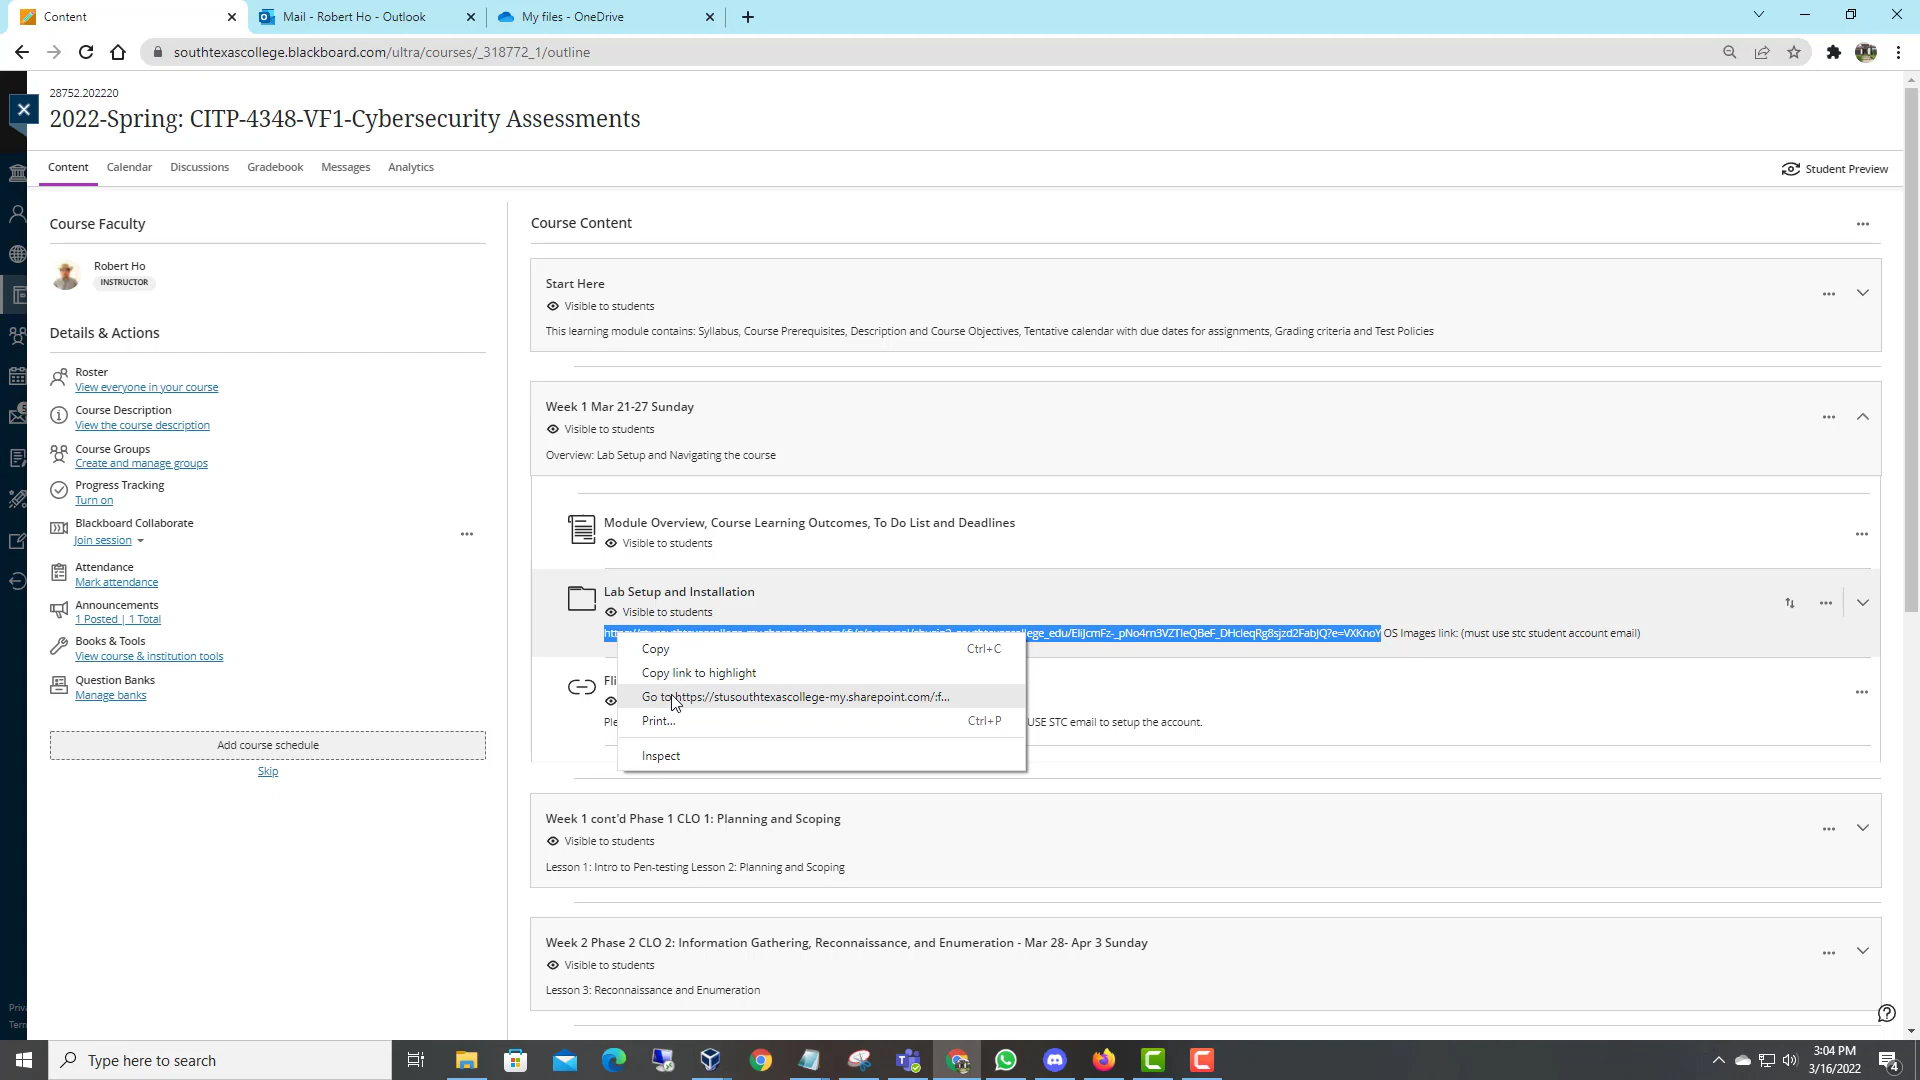 Content
Mail - Robert Ho - Outlook
My files - OneDrive
southtexascollege.blackboard.com/ultra/courses/_318772_1/outline
28752.202220
2022-Spring: CITP-4348-VF1-Cybersecurity Assessments
Content Calendar Discussions Gradebook Messages Analytics
Student Preview
Course Faculty
Robert Ho
INSTRUCTOR
Details & Actions
Roster
View everyone in your course
Course Description
View the course description
Course Groups
Create and manage groups
Progress Tracking
Turn on
Blackboard Collaborate
Join session
Attendance
Mark attendance
Announcements
1 Posted | 1 Total
Books & Tools
View course & institution tools
Question Banks
Manage banks
Add course schedule
Skip
Course Content
Start Here
Visible to students
This learning module contains: Syllabus, Course Prerequisites, Description and Course Objectives, Tentative calendar with due dates for assignments, Grading criteria and Test Policies
Week 1 Mar 21-27 Sunday
Visible to students
Overview: Lab Setup and Navigating the course
Module Overview, Course Learning Outcomes, To Do List and Deadlines
Visible to students
Lab Setup and Installation
Visible to students
OS Images link: (must use stc student account email)
Copy Ctrl+C
Copy link to highlight
Go to https://stusouthtexascollege-my.sharepoint.com/:f...
Print... Ctrl+P
Inspect
Fli
Ple
USE STC email to setup the account.
Week 1 cont'd Phase 1 CLO 1: Planning and Scoping
Visible to students
Lesson 1: Intro to Pen-testing Lesson 2: Planning and Scoping
Week 2 Phase 2 CLO 2: Information Gathering, Reconnaissance, and Enumeration - Mar 28- Apr 3 Sunday
Visible to students
Lesson 3: Reconnaissance and Enumeration
Priv
Term
Type here to search
3:04 PM
3/16/2022
4